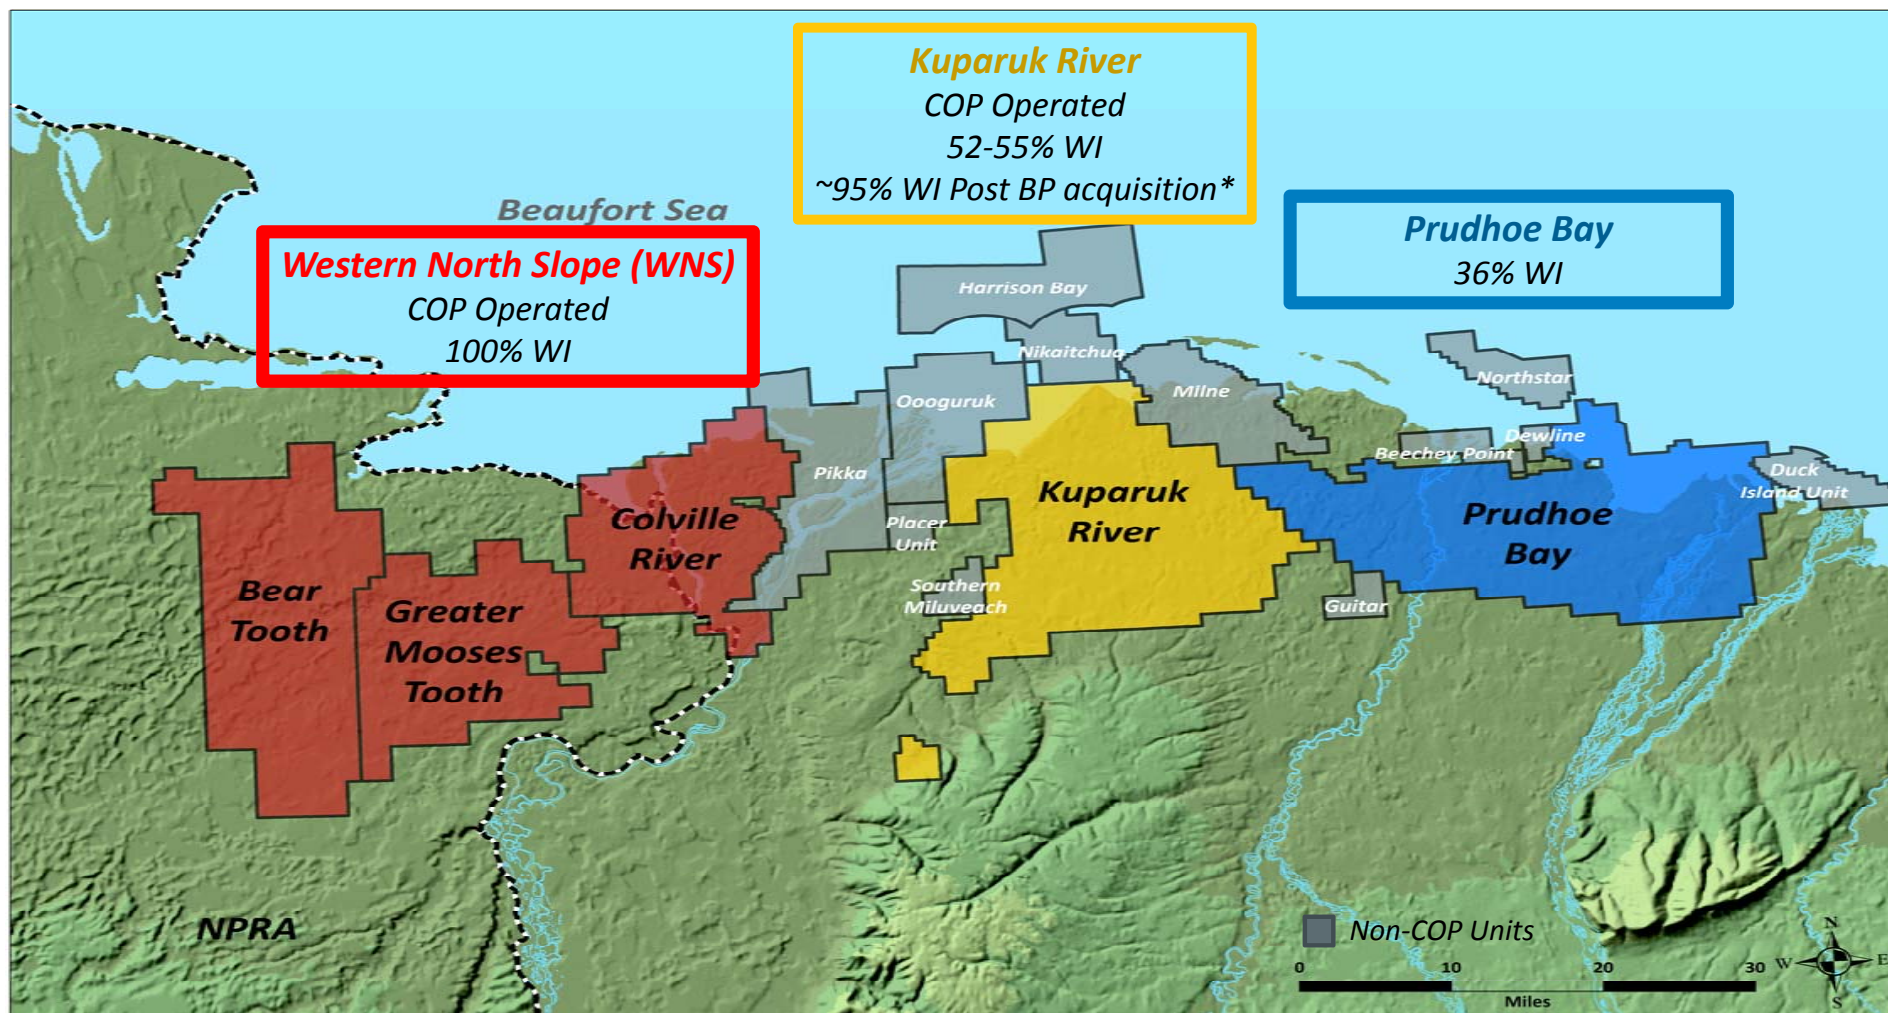 Kuparuk River
COP Operated
52-55% WI
~95% WI Post BP acquisition*
Beaufort Sea
Prudhoe Bay
36% WI
Western North Slope (WNS)
COP Operated
100% WI
Harrison Bay
Nikaitchuq
Northstar
Oooguruk
Milne
Dewline
Beechey Point
Pikka
Duck
Island Unit
Kuparuk
River
Colville
River
Placer
Unit
Prudhoe
Bay
Bear
Tooth
Greater
Mooses
Tooth
Southern
Miluveach
Guitar
NPRA
Non-COP Units
N
W
E
S
0
10
20
30
Miles